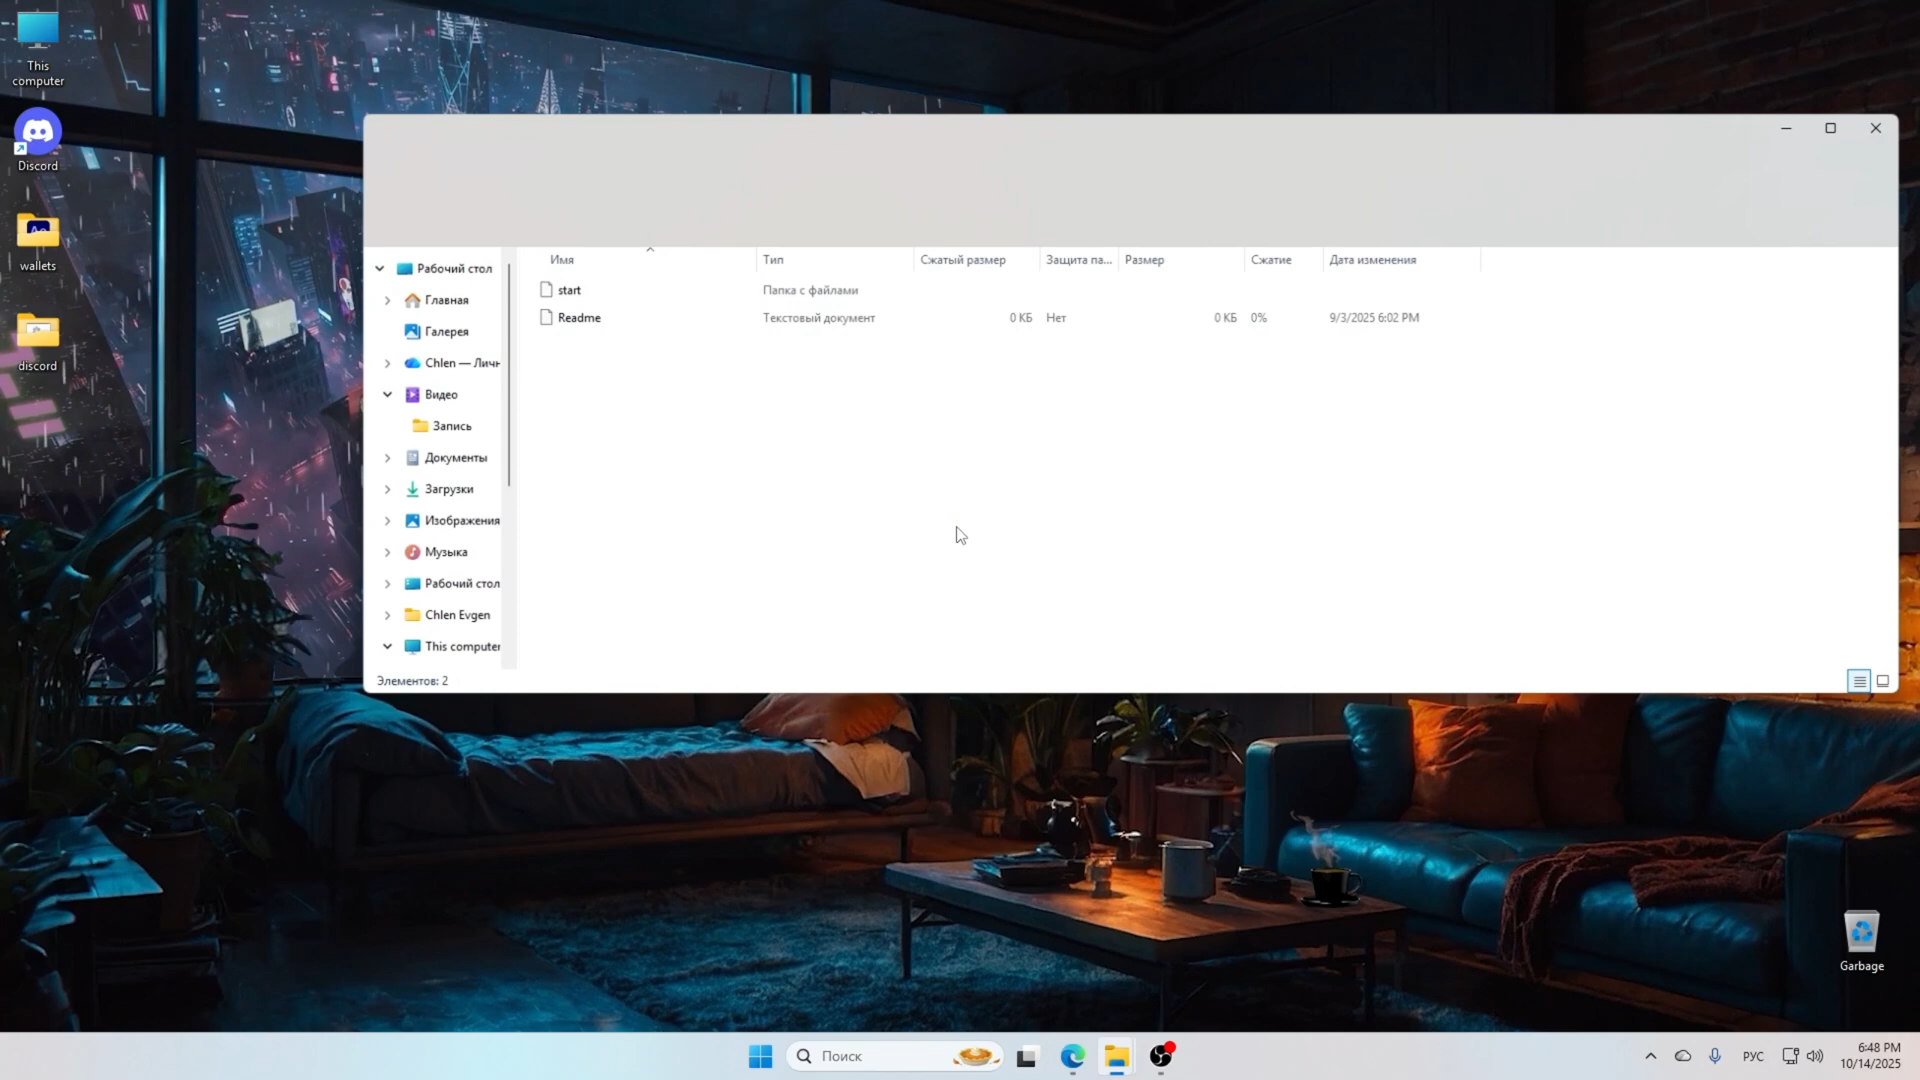 This
computer
Discord
Ae
wallets
discord
Имя
Тип
Сжатый размер
Защита па...
Размер
Сжатие
Дата изменения
start
Папка с файлами
Readme
Текстовый документ
0 КБ
Нет
0 КБ
0%
9/3/2025 6:02 PM
Рабочий стол
Главная
Галерея
Chlen — Личн
Видео
Запись
Документы
Загрузки
Изображения
Музыка
Рабочий стол
Chlen Evgen
This computer
Элементов: 2
Garbage
Поиск
РУС
6:48 PM
10/14/2025